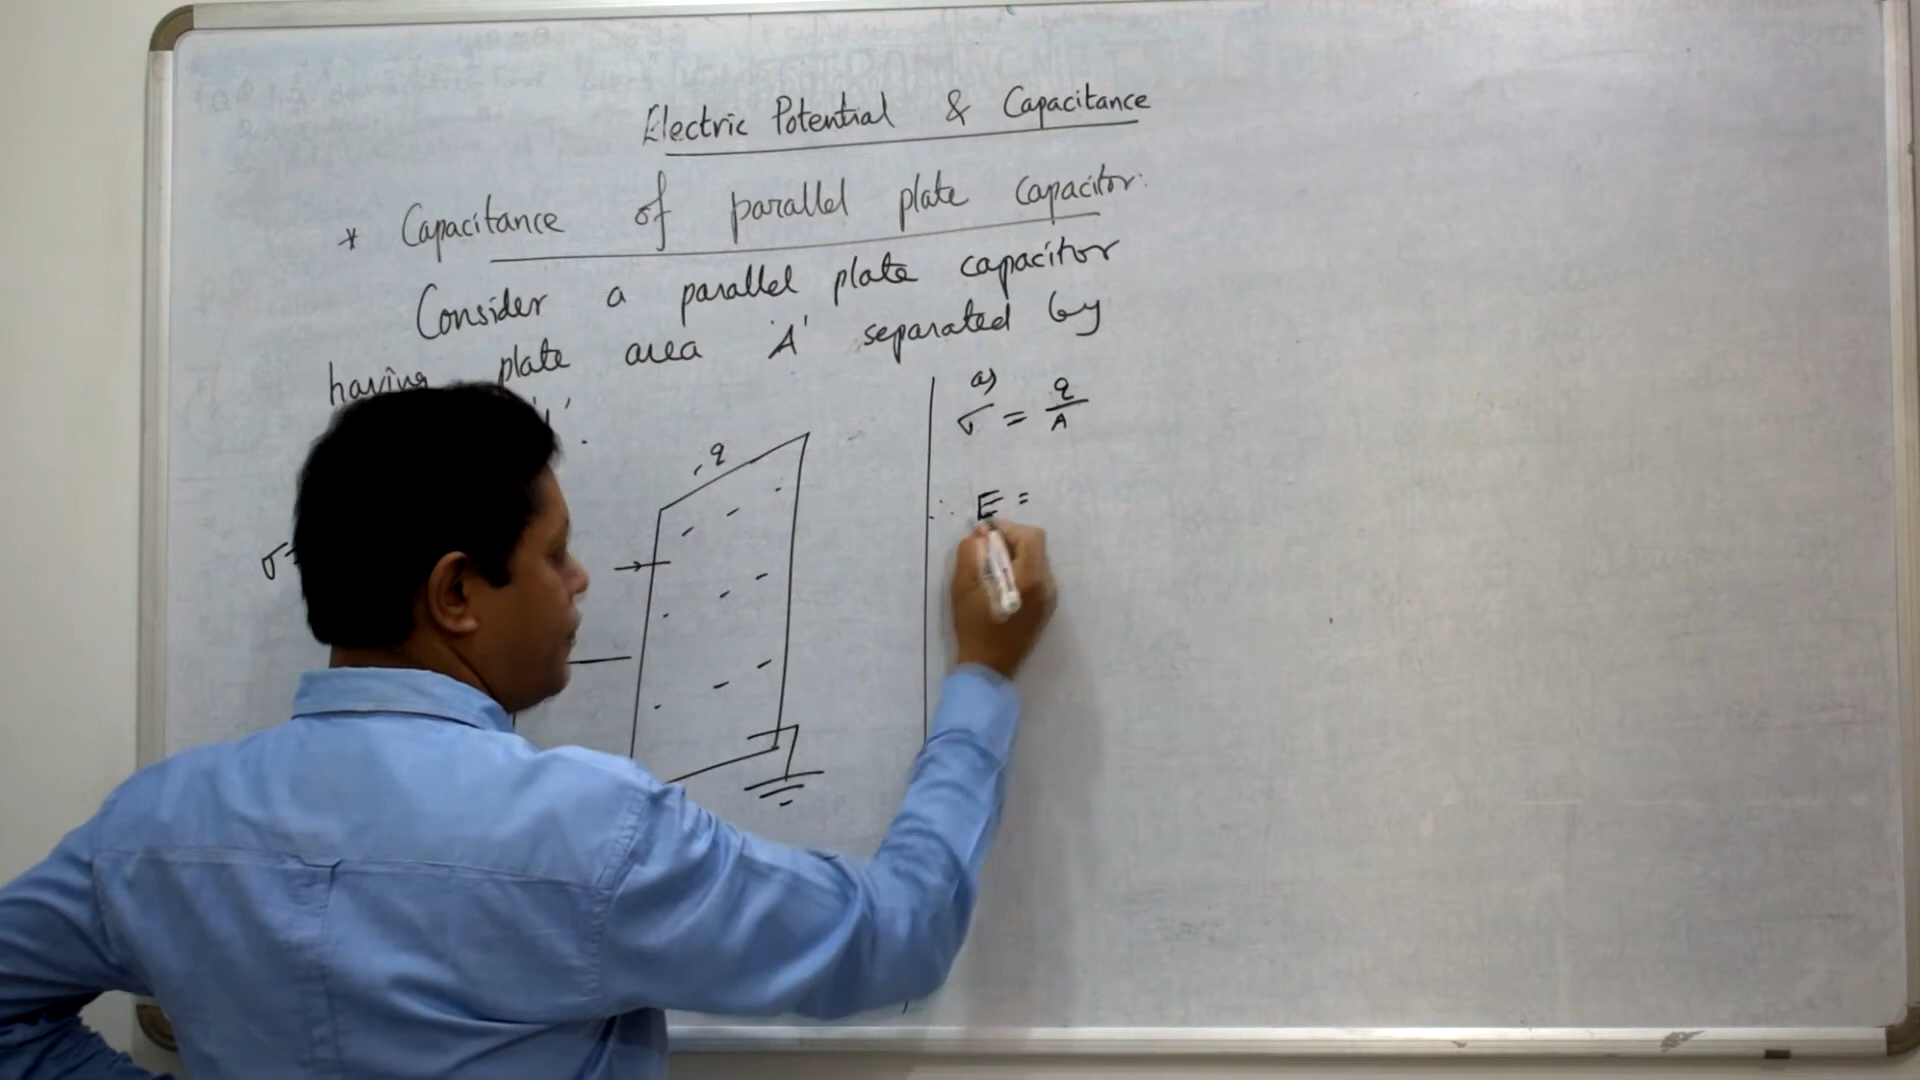 Electric Potential & Capacitance
* Capacitance of parallel plate capacitor.
Consider a parallel plate capacitor
having plate area 'A' separated by
-q
σ
a)
σ = q/A
∴ E =